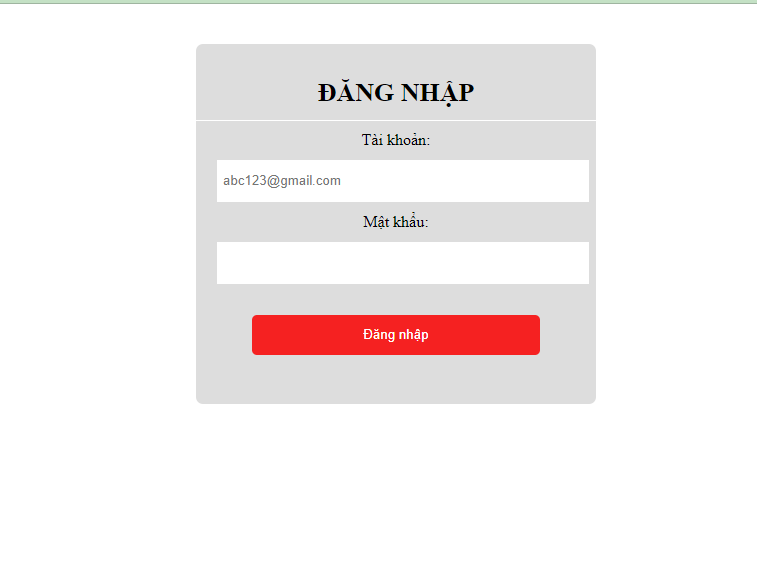 ĐĂNG NHẬP
Tài khoản:
abc123@gmail.com
Mật khẩu:
Đăng nhập